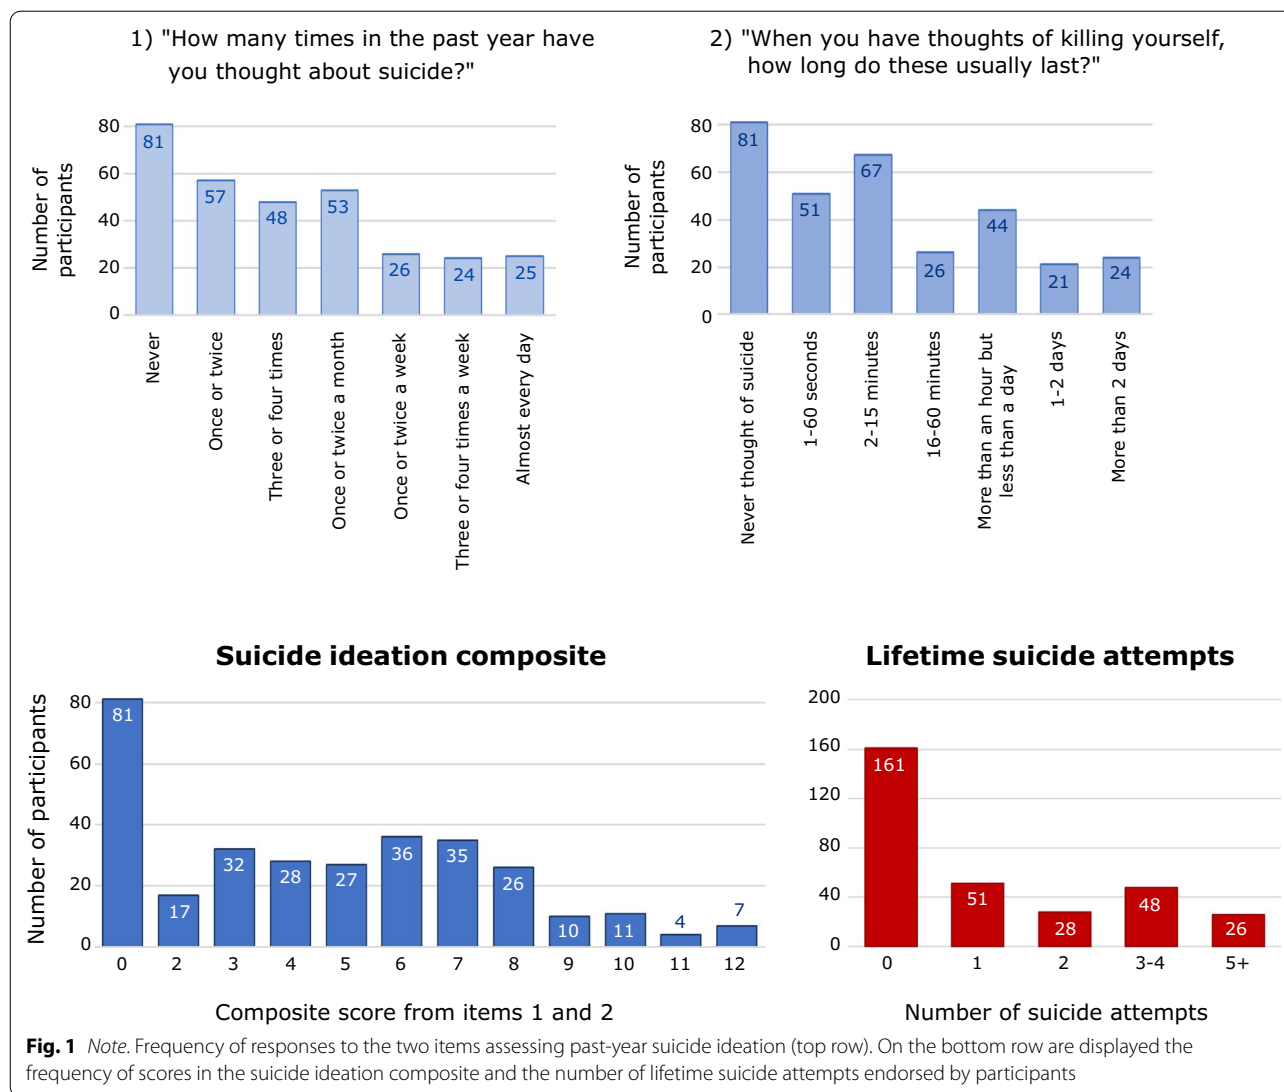 1) "How many times in the past year have
you thought about suicide?"
Number of
participants
80
60
40
20
0
81
57
48
53
26
24
25
Never
Once or twice
Three or four times
Once or twice a month
Once or twice a week
Three or four times a week
Almost every day
2) "When you have thoughts of killing yourself,
how long do these usually last?"
Number of
participants
80
60
40
20
0
81
51
67
26
44
21
24
Never thought of suicide
1-60 seconds
2-15 minutes
16-60 minutes
More than an hour but
less than a day
1-2 days
More than 2 days
Suicide ideation composite
Number of participants
80
60
40
20
0
81
17
32
28
27
36
35
26
10
11
4
7
0 2 3 4 5 6 7 8 9 10 11 12
Composite score from items 1 and 2
Lifetime suicide attempts
200
160
120
80
40
0
161
51
28
48
26
0 1 2 3-4 5+
Number of suicide attempts
Fig. 1 Note. Frequency of responses to the two items assessing past-year suicide ideation (top row). On the bottom row are displayed the
frequency of scores in the suicide ideation composite and the number of lifetime suicide attempts endorsed by participants